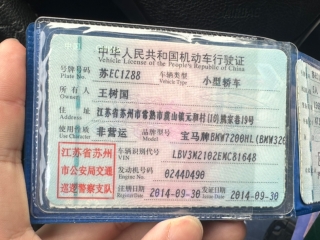 中华人民共和国机动车行驶证
Vehicle License of the People's Republic of China
号牌号码 苏EC1Z88 车辆类型 小型轿车
Plate No. Vehicle Type
所有人 王树国
Owner
住址 江苏省苏州市常熟市虞山镇元和村
Address
使用性质 非营运 品牌型号 宝马牌BMW7200HL(BMW320
Use Character Model
江苏省苏州 车辆识别代号 LBV3M2102EMC81648
VIN
市公安局交通 发动机号码 02440490
Engine No.
巡逻警察支队 注册日期 2014-09-30 发证日期 2014-09-30
Register Date Issue Date